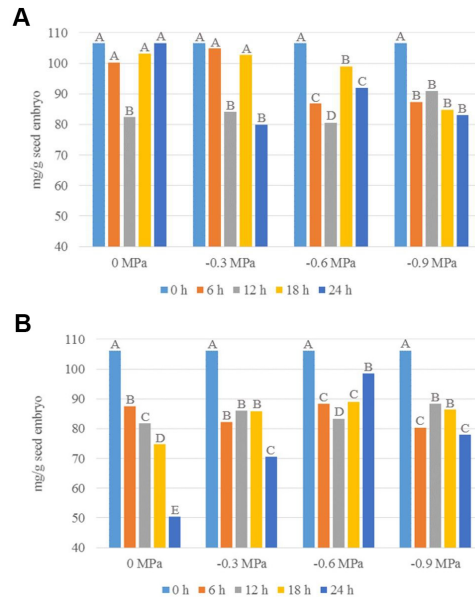 A
mg/g seed embryo
110
100
90
80
70
60
50
40
A A B A A
A A B A B
A C D B C
A B B B B
0 MPa -0.3 MPa -0.6 MPa -0.9 MPa
0 h 6 h 12 h 18 h 24 h
B
mg/g seed embryo
110
100
90
80
70
60
50
40
A B C D E
A B B B C
A C D C B
A C B B C
0 MPa -0.3 MPa -0.6 MPa -0.9 MPa
0 h 6 h 12 h 18 h 24 h